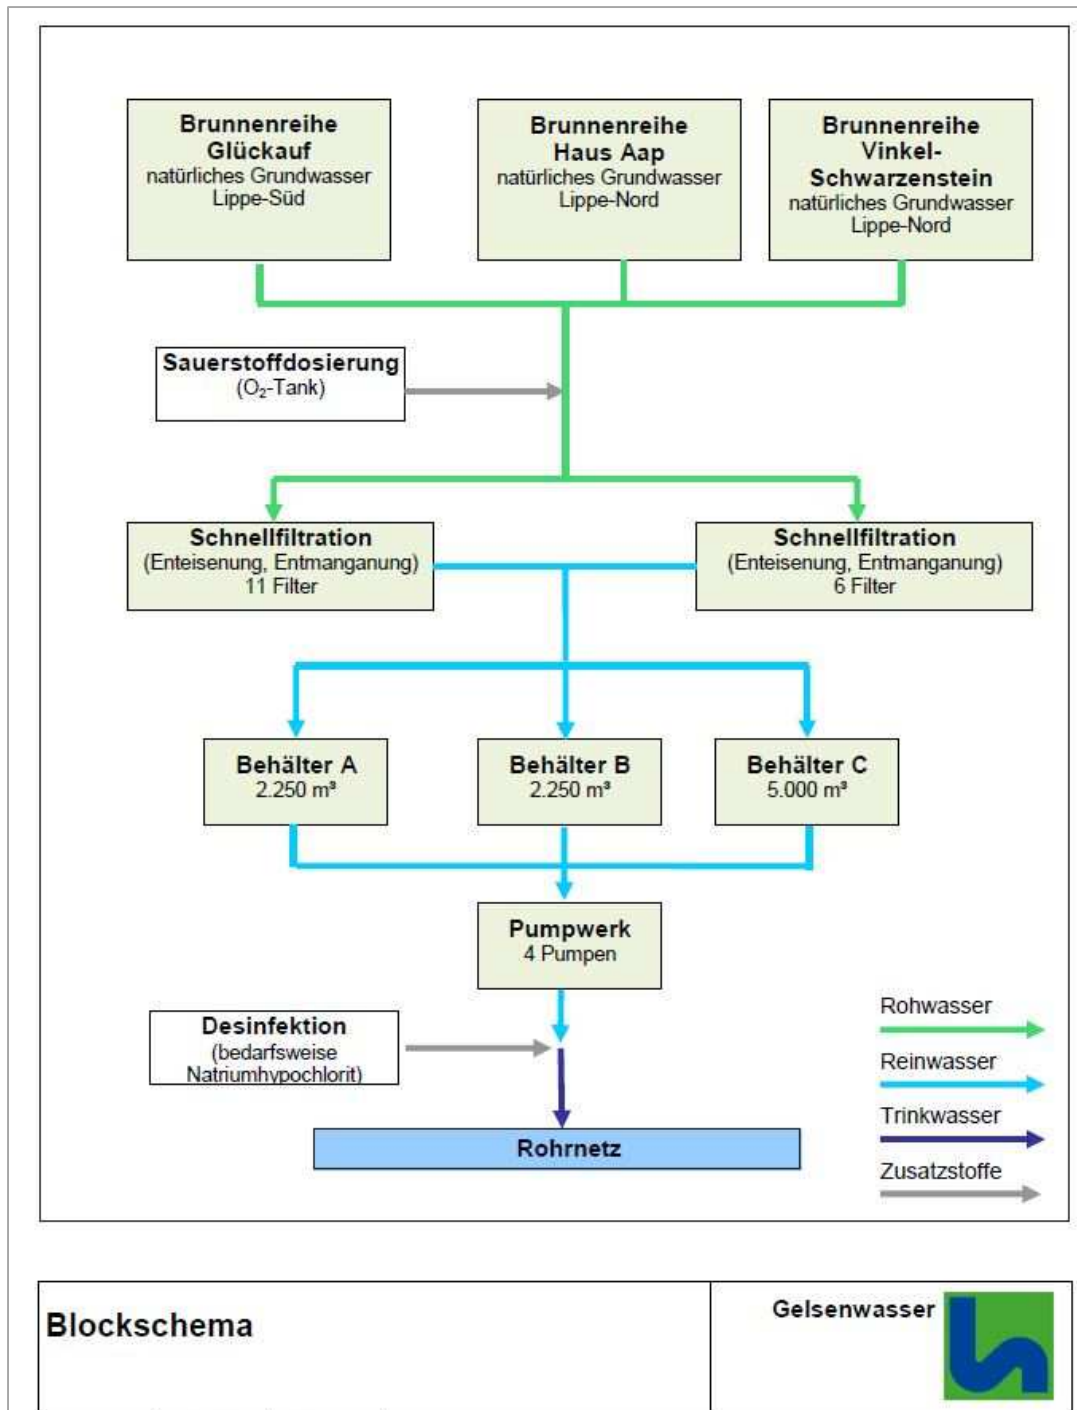 Brunnenreihe
Glückauf
natürliches Grundwasser
Lippe-Süd
Brunnenreihe
Haus Aap
natürliches Grundwasser
Lippe-Nord
Brunnenreihe
Vinkel-
Schwarzenstein
natürliches Grundwasser
Lippe-Nord
Sauerstoffdosierung
(O₂-Tank)
Schnellfiltration
(Enteisenung, Entmanganung)
11 Filter
Schnellfiltration
(Enteisenung, Entmanganung)
6 Filter
Behälter A
2.250 m³
Behälter B
2.250 m³
Behälter C
5.000 m³
Pumpwerk
4 Pumpen
Desinfektion
(bedarfsweise
Natriumhypochlorit)
Rohrnetz
Rohwasser
Reinwasser
Trinkwasser
Zusatzstoffe
Blockschema
Gelsenwasser